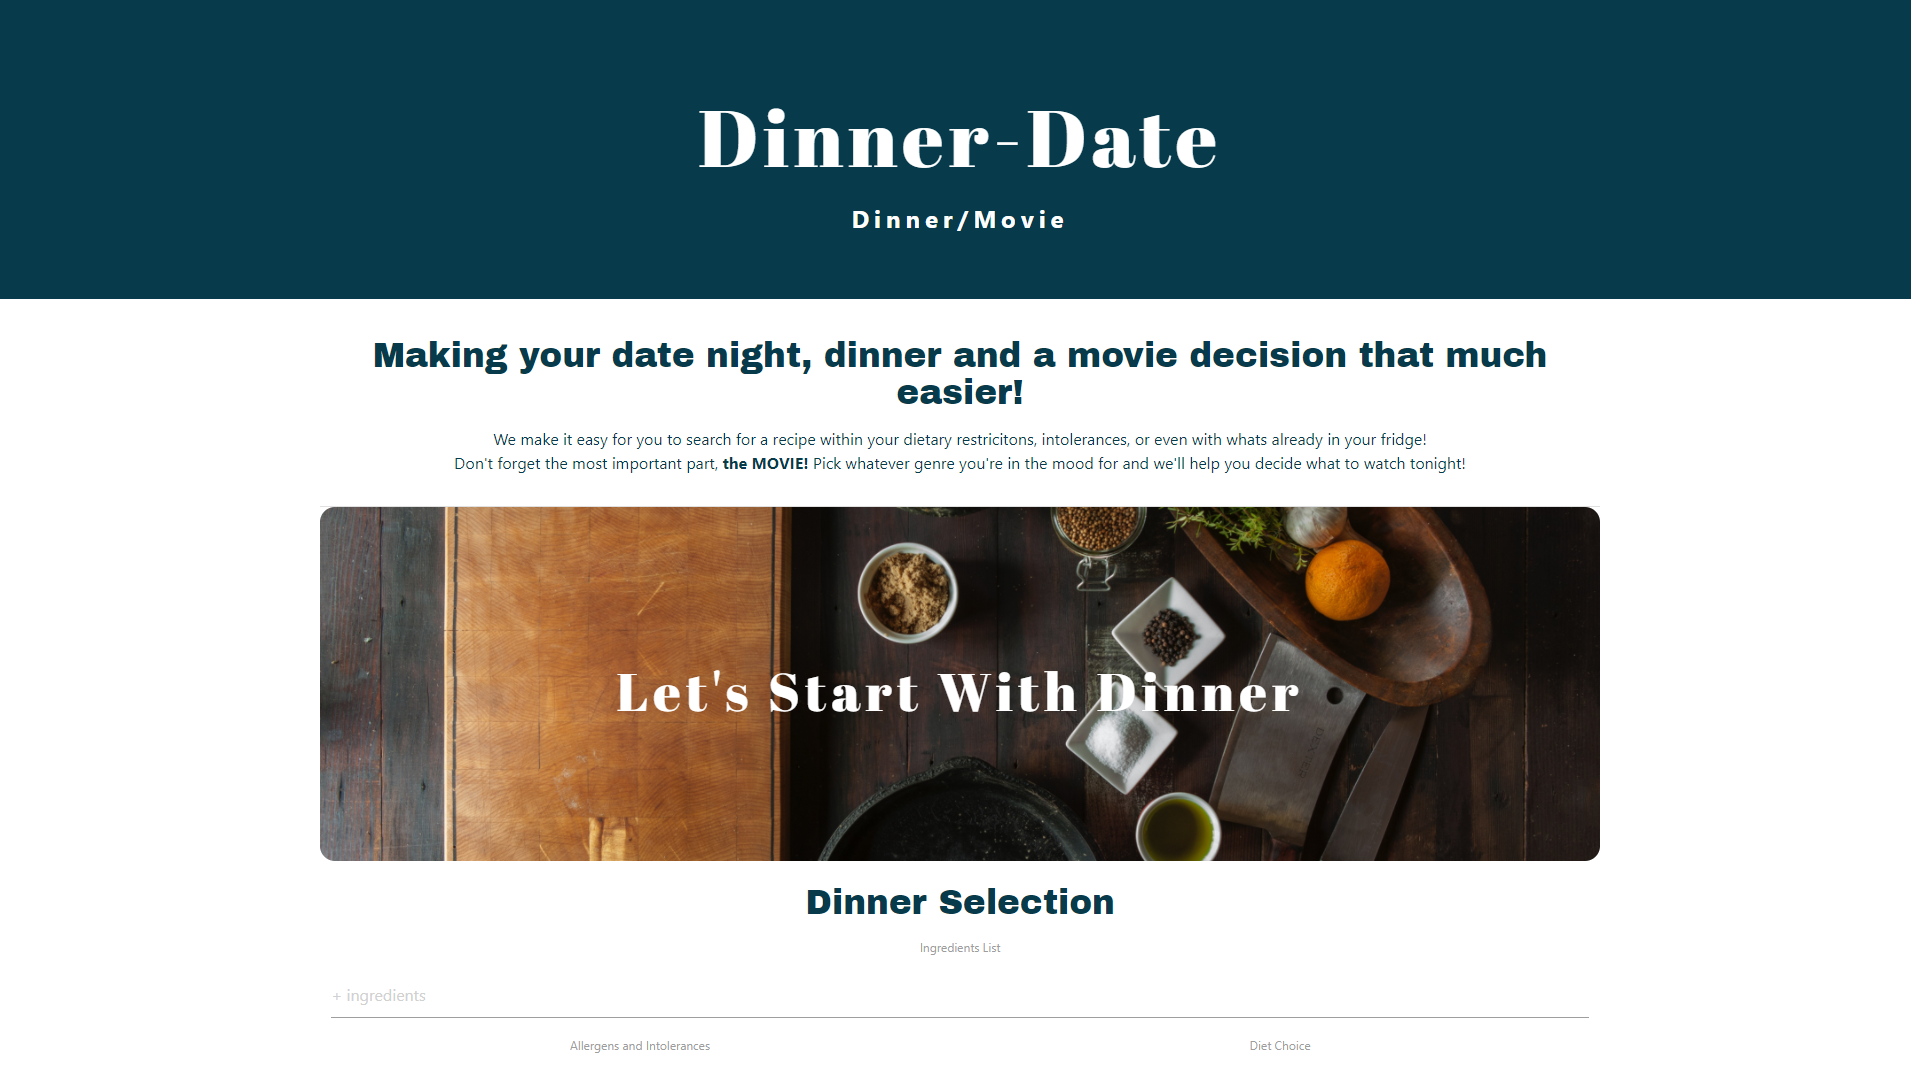 Dinner-Date
Dinner/Movie
Making your date night, dinner and a movie decision that much
easier!
We make it easy for you to search for a recipe within your dietary restricitons, intolerances, or even with whats already in your fridge!
Don't forget the most important part, the MOVIE! Pick whatever genre you're in the mood for and we'll help you decide what to watch tonight!
Let's Start With Dinner
Dinner Selection
Ingredients List
+ ingredients
Allergens and Intolerances
Diet Choice